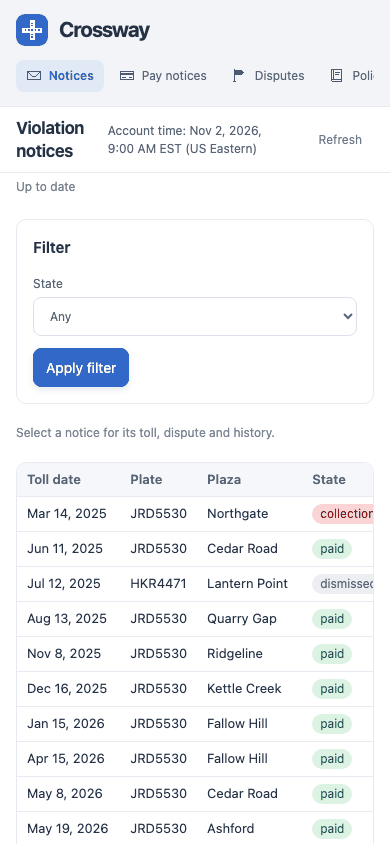 Crossway
Notices
Pay notices
Disputes
Poli
Violation
notices
Account time: Nov 2, 2026,
9:00 AM EST (US Eastern)
Refresh
Up to date
Filter
State
Any
Apply filter
Select a notice for its toll, dispute and history.
Toll date Plate Plaza State
Mar 14, 2025 JRD5530 Northgate collection
Jun 11, 2025 JRD5530 Cedar Road paid
Jul 12, 2025 HKR4471 Lantern Point dismissed
Aug 13, 2025 JRD5530 Quarry Gap paid
Nov 8, 2025 JRD5530 Ridgeline paid
Dec 16, 2025 JRD5530 Kettle Creek paid
Jan 15, 2026 JRD5530 Fallow Hill paid
Apr 15, 2026 JRD5530 Fallow Hill paid
May 8, 2026 JRD5530 Cedar Road paid
May 19, 2026 JRD5530 Ashford paid